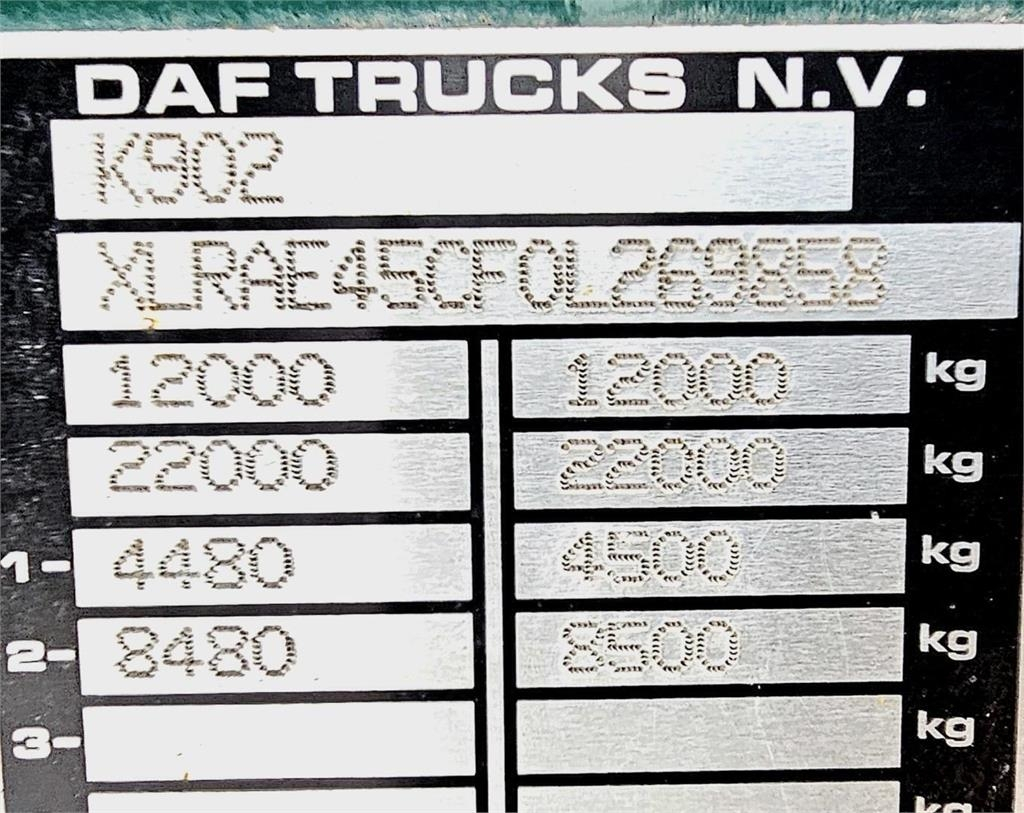 DAF TRUCKS N.V.
K902
XLRAE45CF0L269858
12000 12000 kg
22000 22000 kg
1- 4480 4500 kg
2- 8480 8500 kg
3- kg
kg